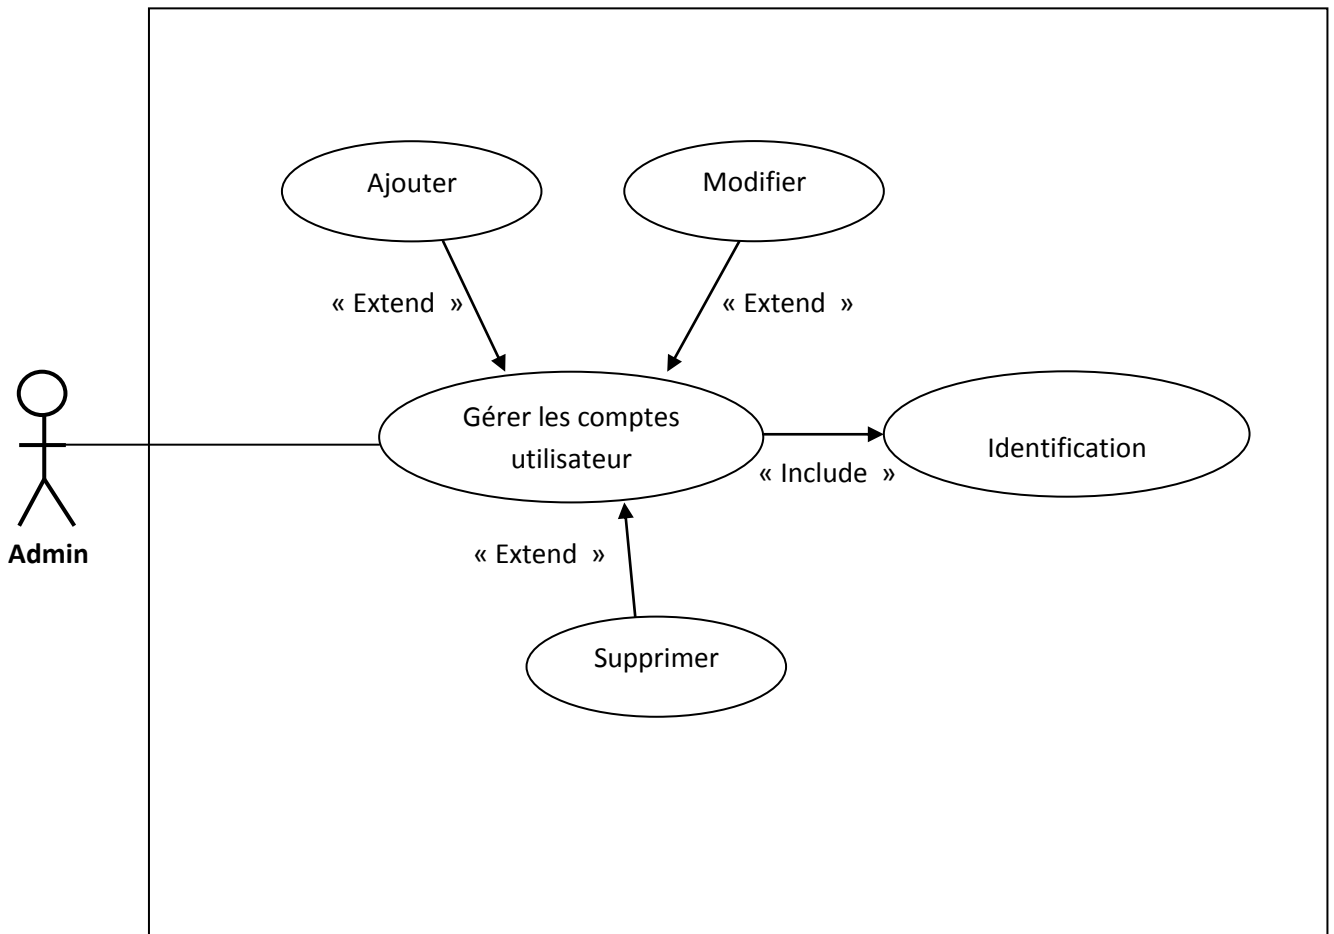 Ajouter
Modifier
« Extend  »
« Extend  »
Gérer les comptes
utilisateur
Identification
« Include  »
Admin
« Extend  »
Supprimer